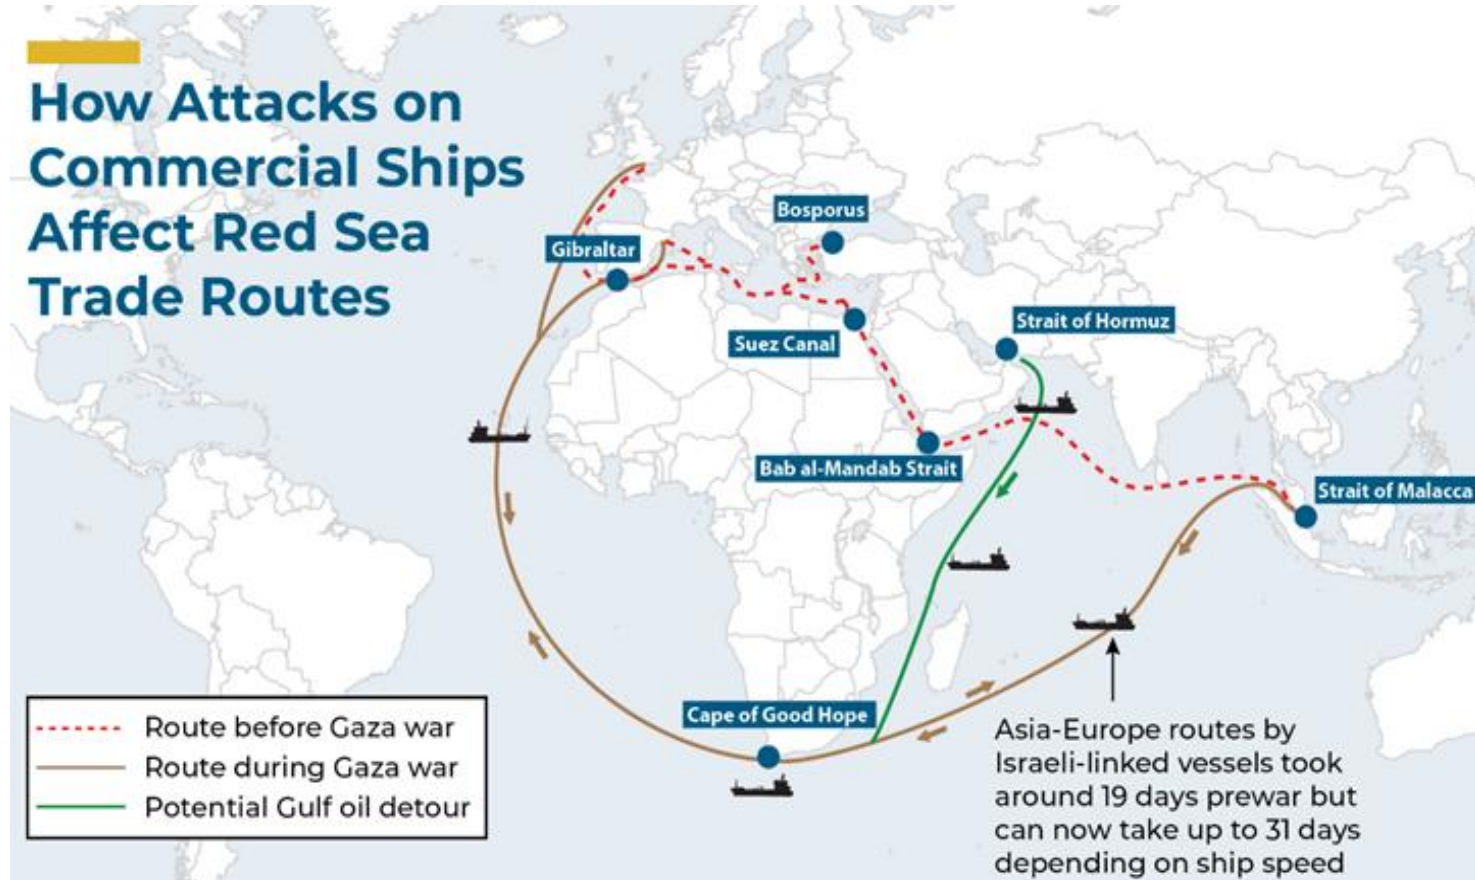 How Attacks on
Commercial Ships
Affect Red Sea
Trade Routes
Bosporus
Gibraltar
Suez Canal
Strait of Hormuz
Bab al-Mandab Strait
Strait of Malacca
Cape of Good Hope
Route before Gaza war
Route during Gaza war
Potential Gulf oil detour
Asia-Europe routes by
Israeli-linked vessels took
around 19 days prewar but
can now take up to 31 days
depending on ship speed